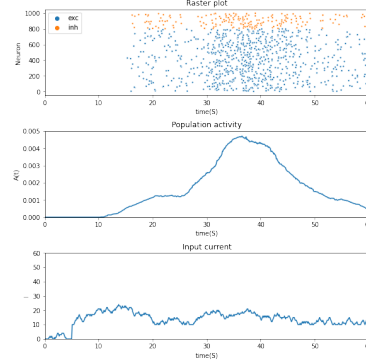 Raster plot
exc
inh
1000
800
600
400
200
0
Neuron
0 10 20 30 40 50
time(S)
Population activity
0.005
0.004
0.003
0.002
0.001
0.000
A(t)
0 10 20 30 40 50
time(S)
Input current
60
50
40
30
20
10
0
I
0 10 20 30 40 50
time(S)